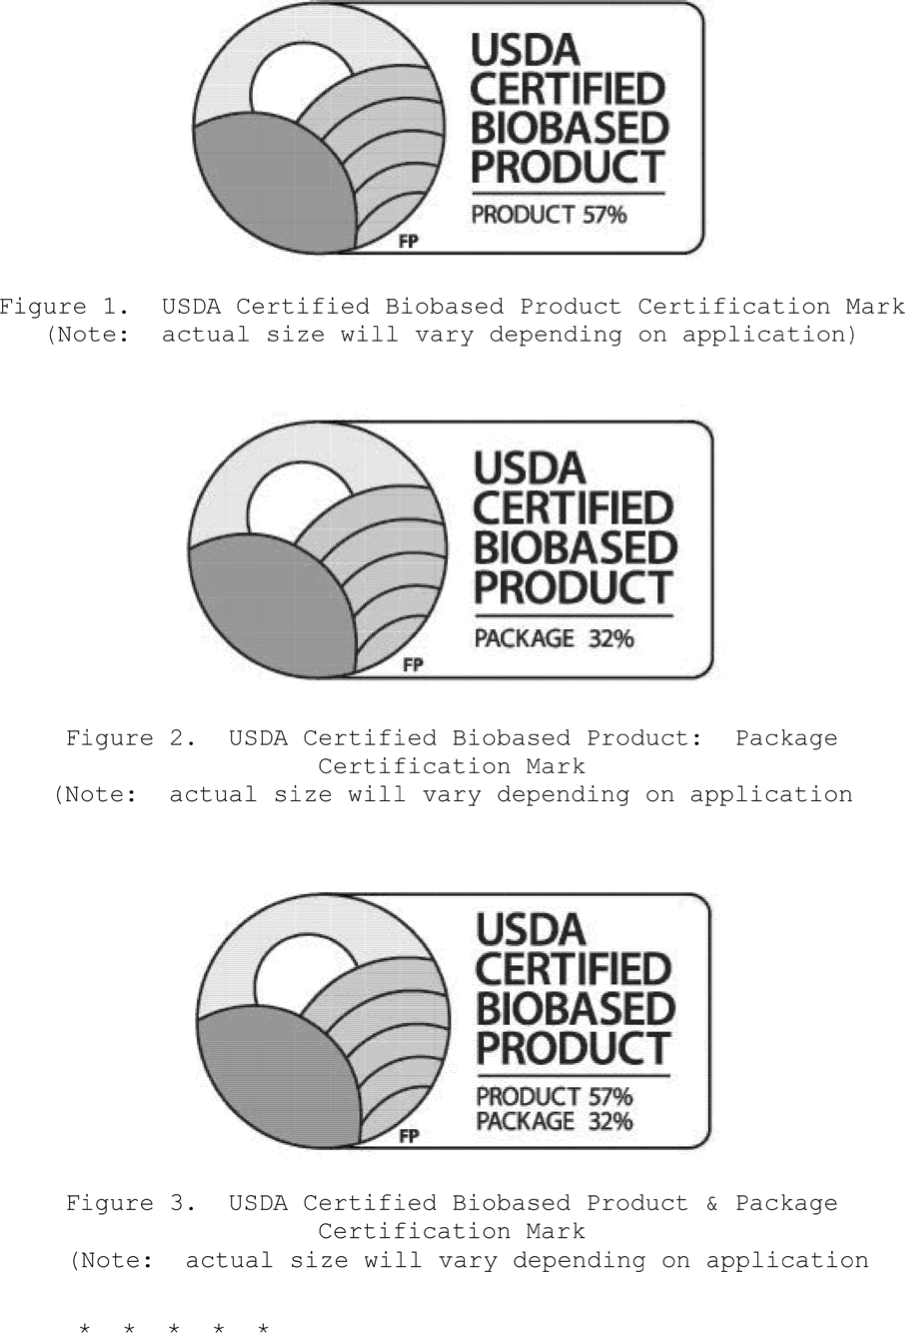 USDA
CERTIFIED
BIOBASED
PRODUCT
PRODUCT 57%
FP
Figure 1.  USDA Certified Biobased Product Certification Mark
(Note:  actual size will vary depending on application)
USDA
CERTIFIED
BIOBASED
PRODUCT
PACKAGE  32%
FP
Figure 2.  USDA Certified Biobased Product:  Package
Certification Mark
(Note:  actual size will vary depending on application
USDA
CERTIFIED
BIOBASED
PRODUCT
PRODUCT 57%
PACKAGE  32%
FP
Figure 3.  USDA Certified Biobased Product & Package
Certification Mark
(Note:  actual size will vary depending on application
*  *  *  *  *